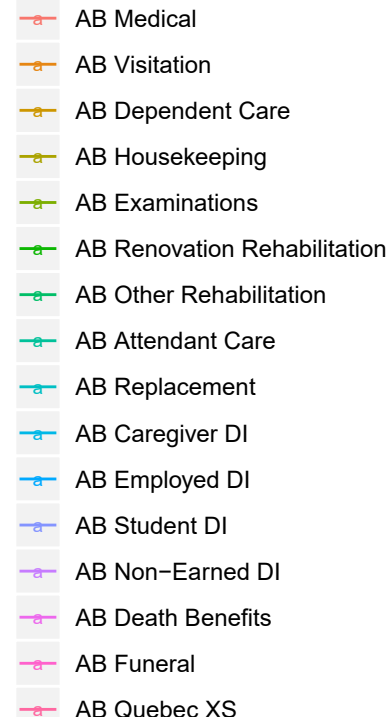 a AB Medical
a AB Visitation
a AB Dependent Care
a AB Housekeeping
a AB Examinations
a AB Renovation Rehabilitation
a AB Other Rehabilitation
a AB Attendant Care
a AB Replacement
a AB Caregiver DI
a AB Employed DI
a AB Student DI
a AB Non−Earned DI
a AB Death Benefits
a AB Funeral
a AB Quebec XS